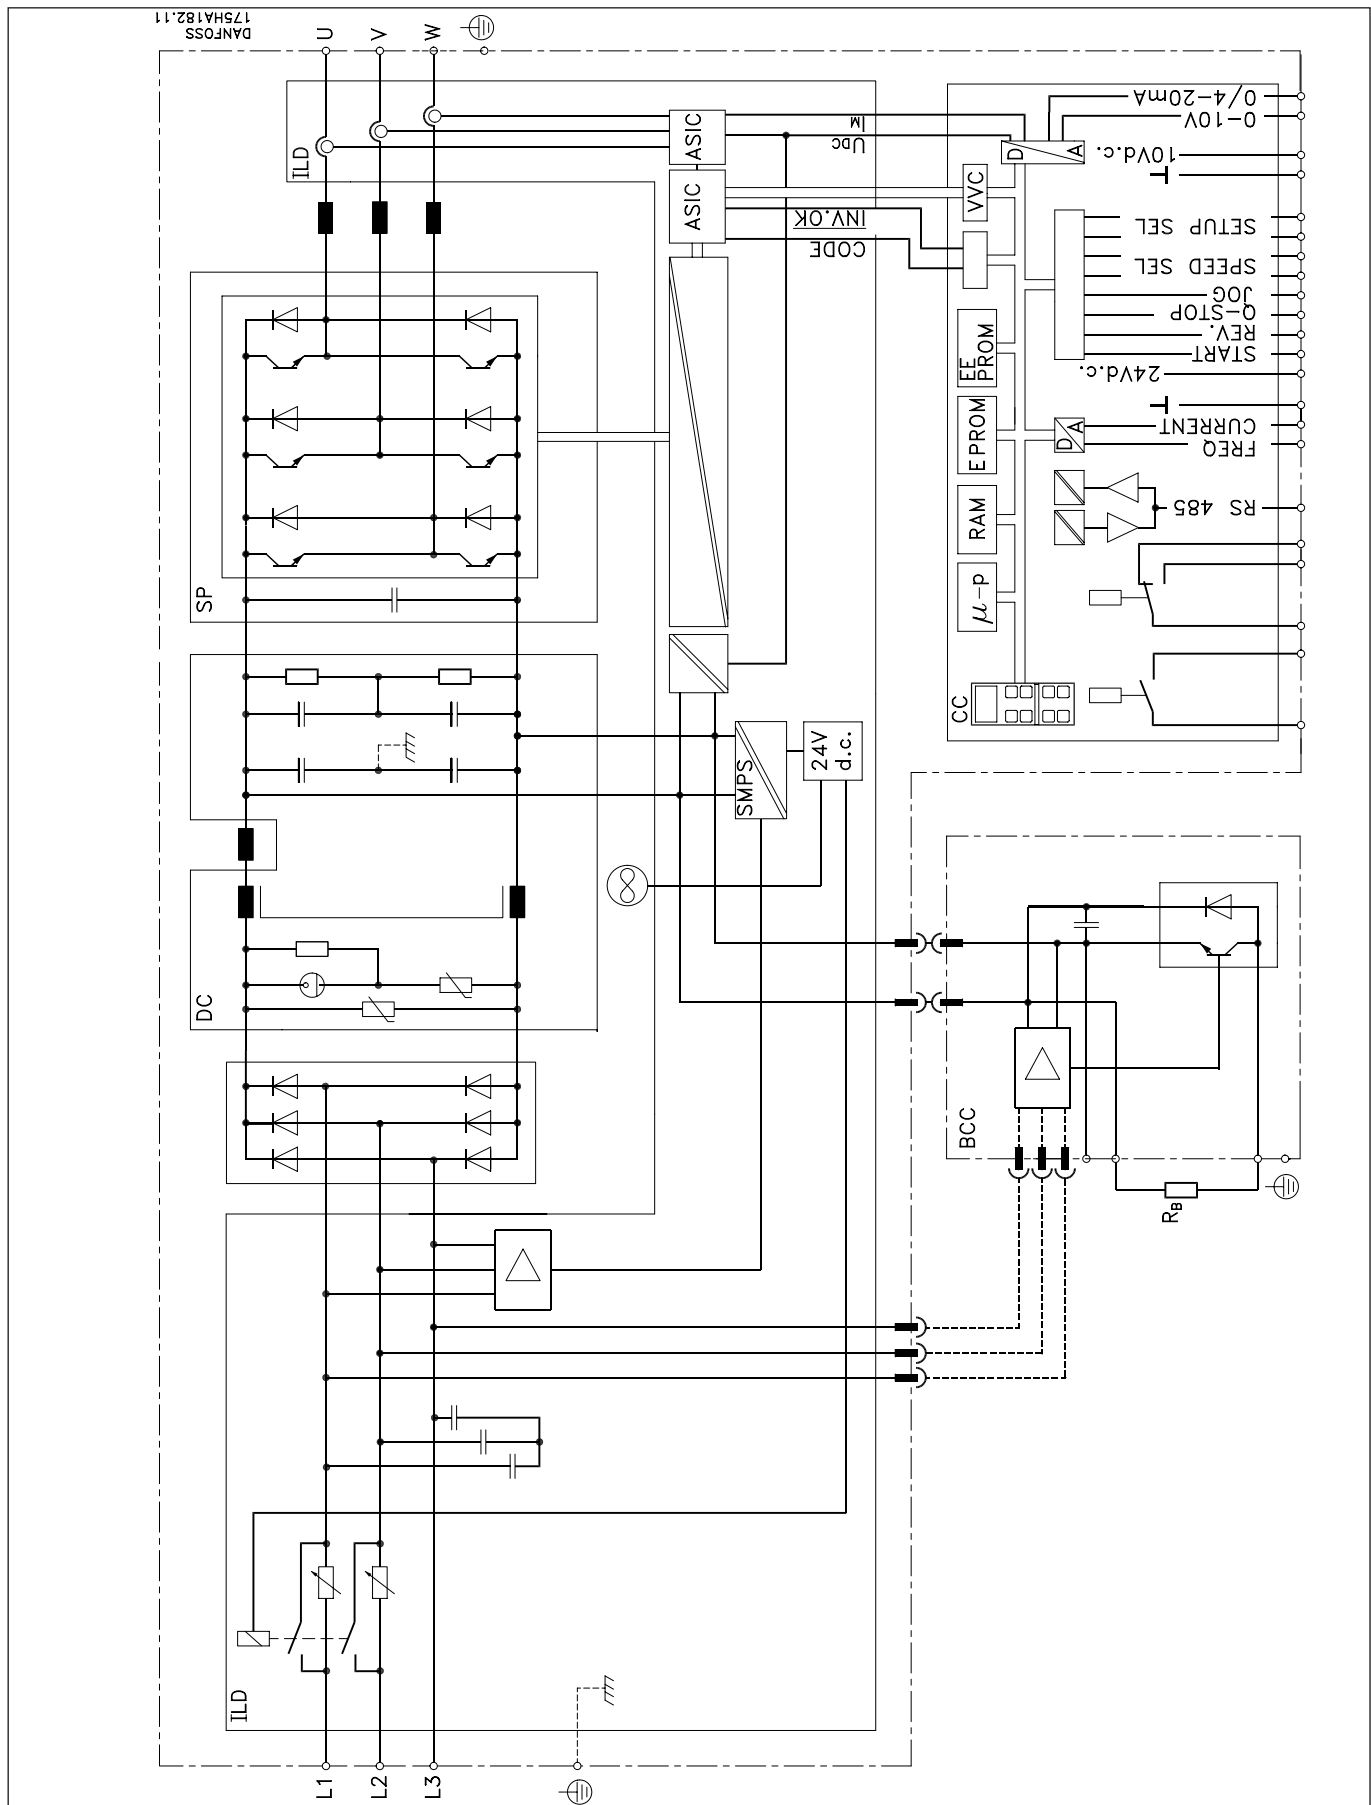 DANFOSS
175HA182.11
U
V
W
ILD
ASIC
ASIC
IM
UDC
INV.OK
CODE
D
A
VVC
0/4-20mA
0-10V
10Vd.c.
SETUP SEL
SPEED SEL
JOG
Q-STOP
REV.
START
24Vd.c.
CURRENT
FREQ
RS 485
EE
PROM
EPROM
D
A
RAM
μ-p
CC
SP
SMPS
24V
d.c.
DC
BCC
RB
ILD
L1
L2
L3